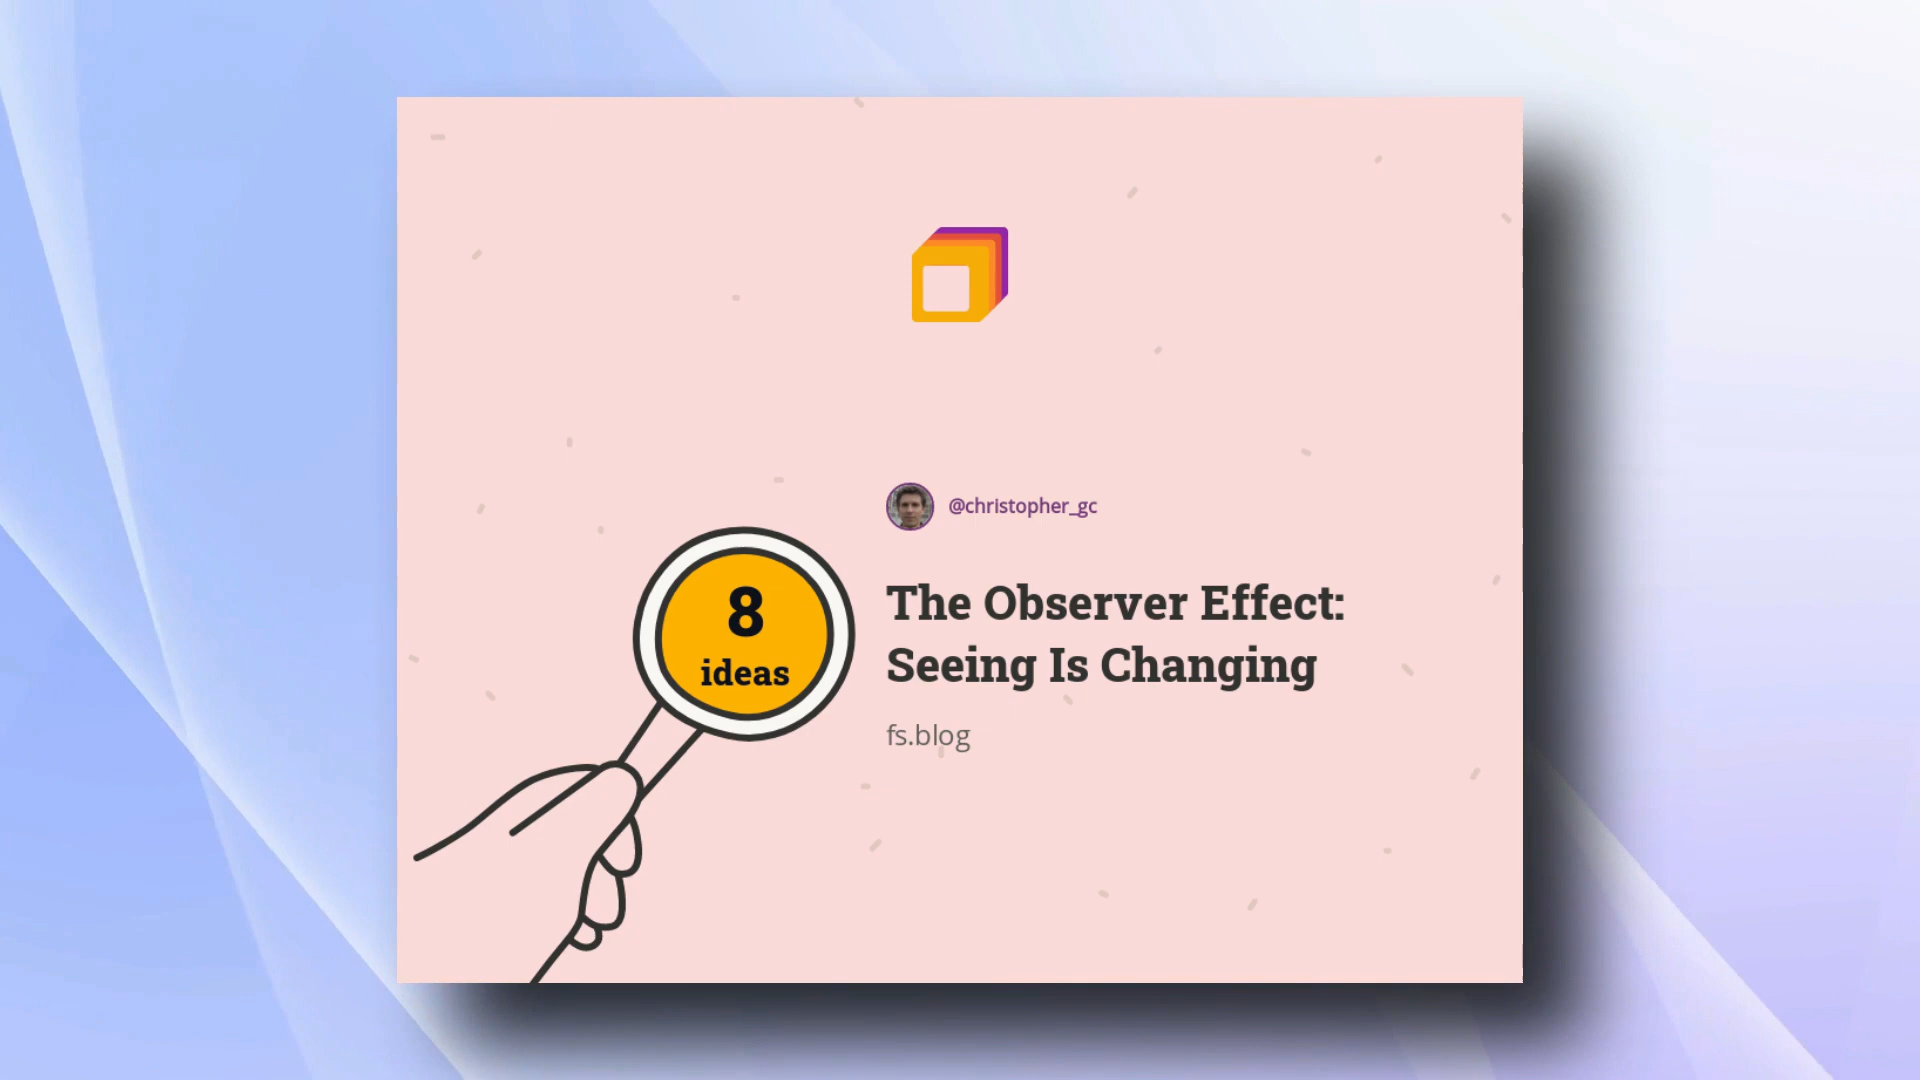 @christopher_gc
8
ideas
The Observer Effect:
Seeing Is Changing
fs.blog